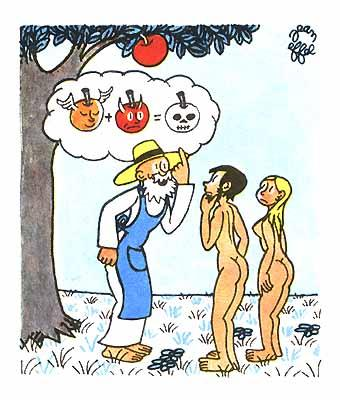 jean
effel
+ =